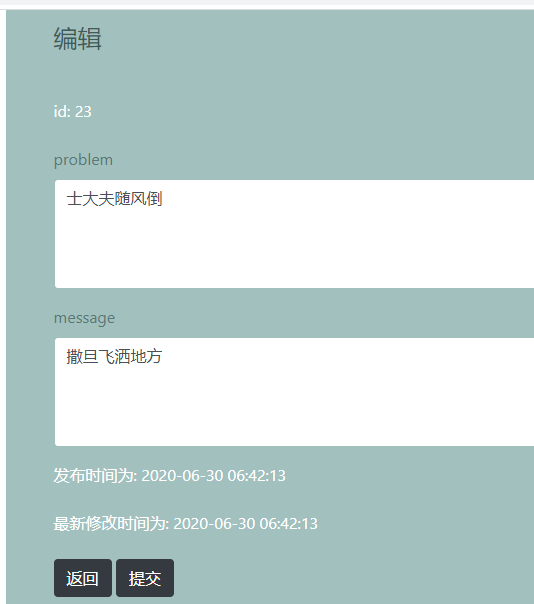 编辑
id: 23
problem
士大夫随风倒
message
撒旦飞洒地方
发布时间为: 2020-06-30 06:42:13
最新修改时间为: 2020-06-30 06:42:13
返回 提交